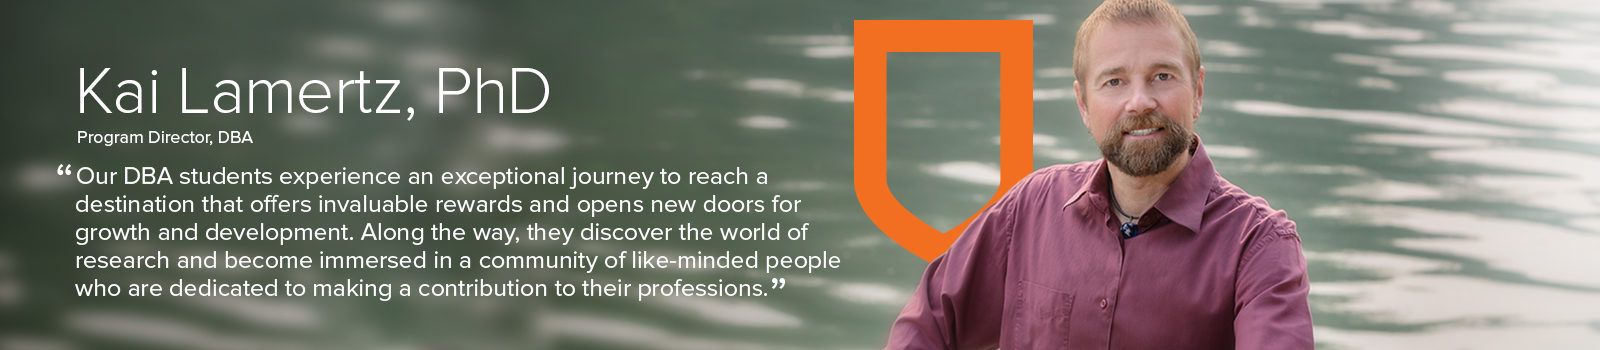 Kai Lamertz, PhD
Program Director, DBA
“Our DBA students experience an exceptional journey to reach a
destination that offers invaluable rewards and opens new doors for
growth and development. Along the way, they discover the world of
research and become immersed in a community of like-minded people
who are dedicated to making a contribution to their professions.”